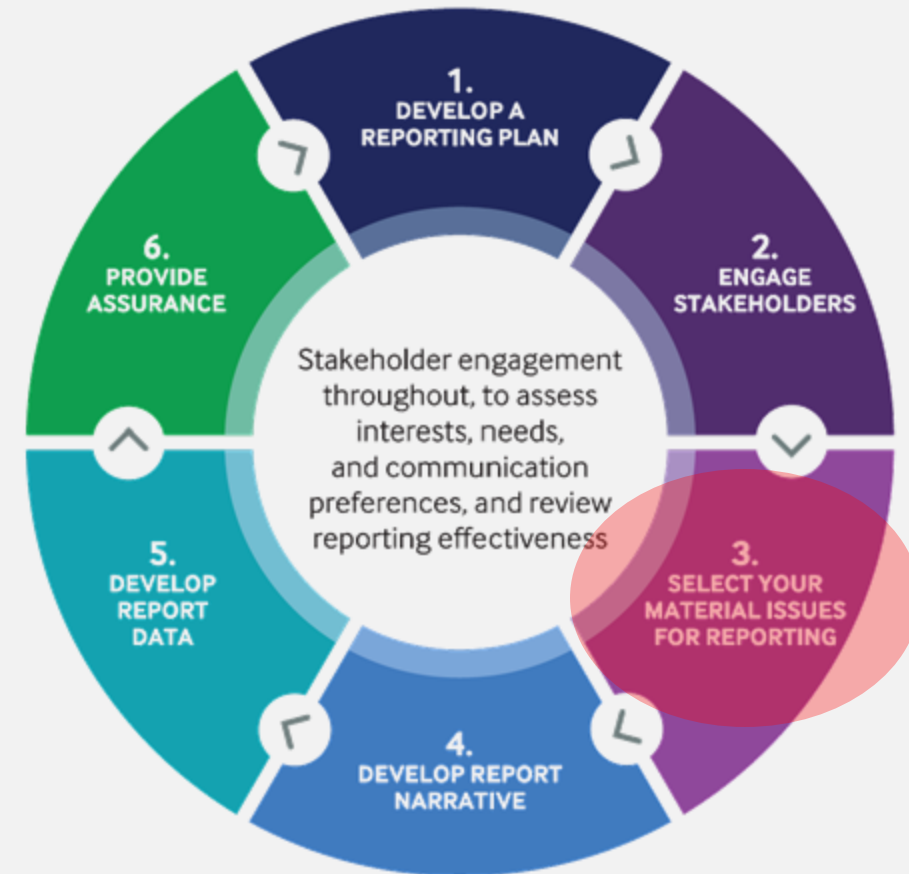 1.
DEVELOP A
REPORTING PLAN
2.
ENGAGE
STAKEHOLDERS
3.
SELECT YOUR
MATERIAL ISSUES
FOR REPORTING
4.
DEVELOP REPORT
NARRATIVE
5.
DEVELOP
REPORT
DATA
6.
PROVIDE
ASSURANCE
Stakeholder engagement
throughout, to assess
interests, needs,
and communication
preferences, and review
reporting effectiveness